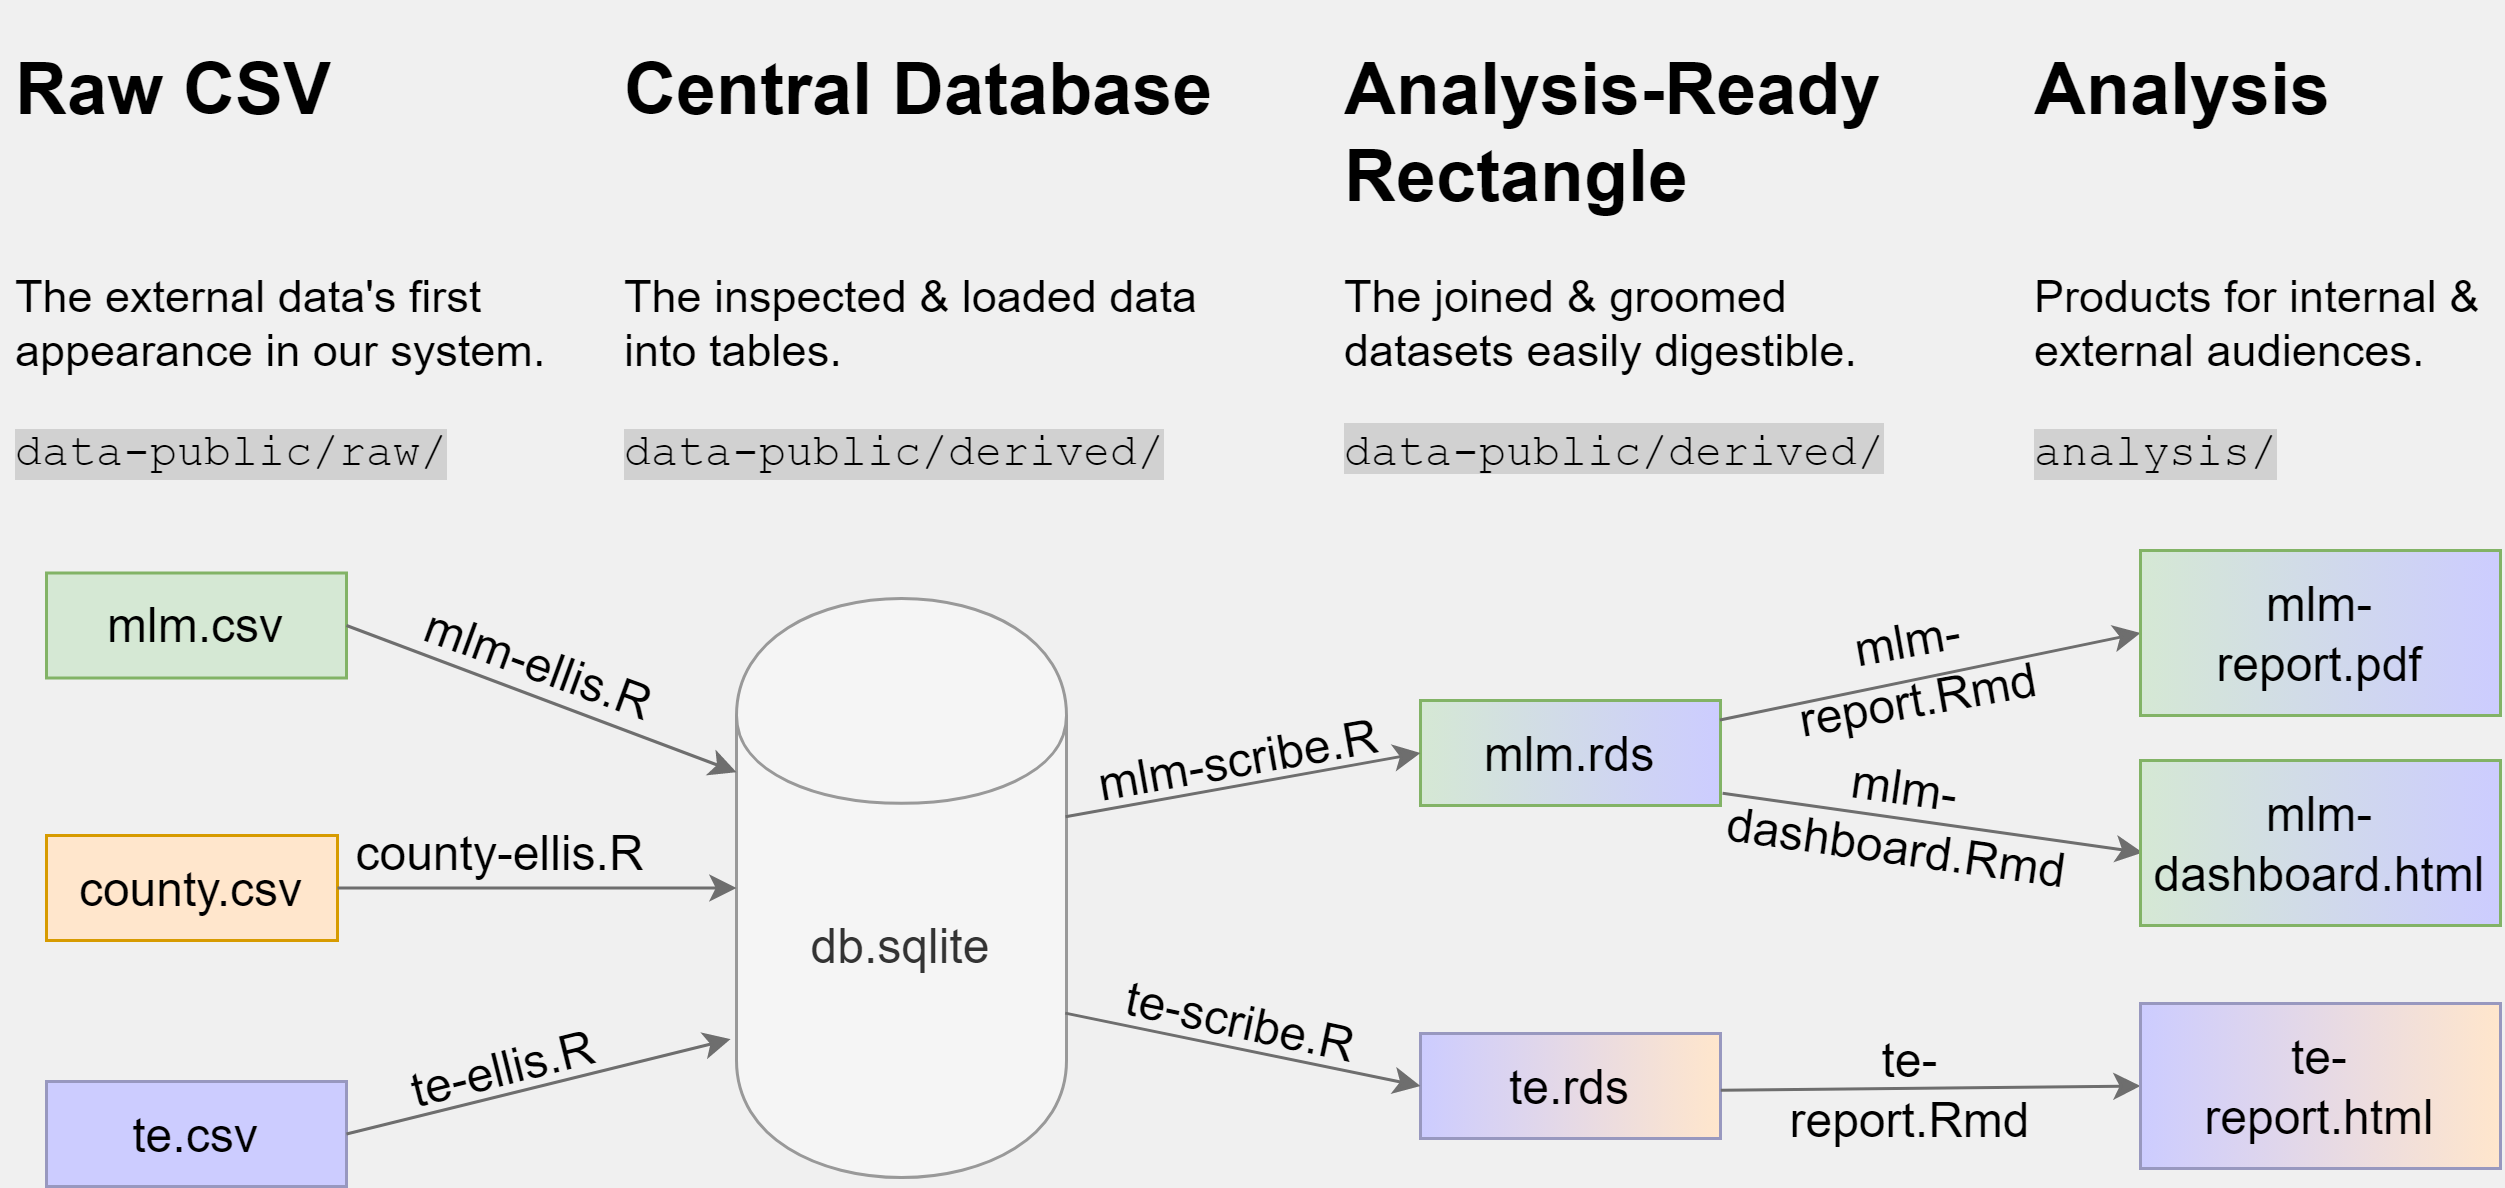 Raw CSV
Central Database
Analysis-Ready
Rectangle
Analysis
The external data's first
appearance in our system.
The inspected & loaded data
into tables.
The joined & groomed
datasets easily digestible.
Products for internal &
external audiences.
data-public/raw/
data-public/derived/
data-public/derived/
analysis/
mlm.csv
mlm-ellis.R
county.csv
county-ellis.R
te.csv
te-ellis.R
db.sqlite
mlm-scribe.R
te-scribe.R
mlm.rds
te.rds
mlm-
report.Rmd
mlm-
dashboard.Rmd
te-
report.Rmd
mlm-
report.pdf
mlm-
dashboard.html
te-
report.html